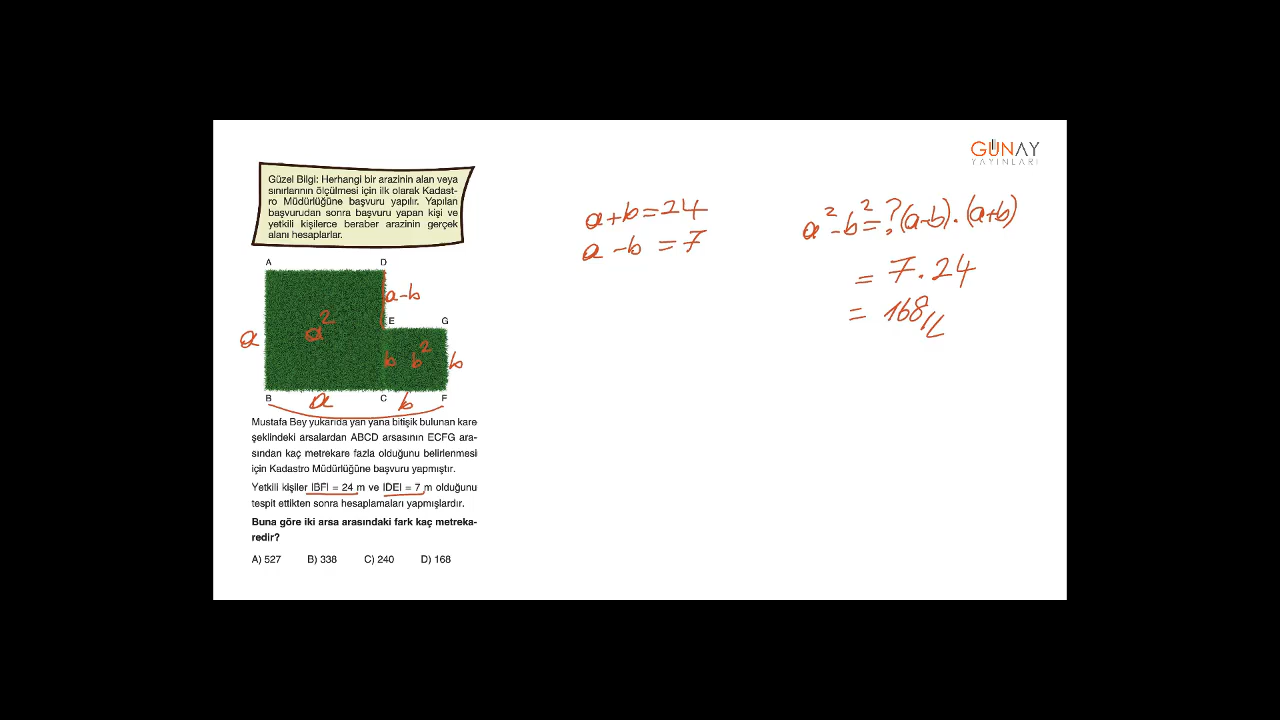 GÜNAY
YAYINLARI
Güzel Bilgi: Herhangi bir arazinin alan veya
sınırlarının ölçülmesi için ilk olarak Kadast-
ro Müdürlüğüne başvuru yapılır. Yapılan
başvurudan sonra başvuru yapan kişi ve
yetkili kişilerce beraber arazinin gerçek
alanı hesaplarlar.
a+b=24
a-b=7
a²-b²=?(a-b).(a+b)
= 7.24
= 168//
A D
a-b
E G
a a² b b² b
B a C b F
Mustafa Bey yukarıda yan yana bitişik bulunan kare
şeklindeki arsalardan ABCD arsasının ECFG ara-
sından kaç metrekare fazla olduğunu belirlenmesi
için Kadastro Müdürlüğüne başvuru yapmıştır.
Yetkili kişiler IBFI = 24 m ve IDEI = 7 m olduğunu
tespit ettikten sonra hesaplamaları yapmışlardır.
Buna göre iki arsa arasındaki fark kaç metreka-
redir?
A) 527 B) 338 C) 240 D) 168